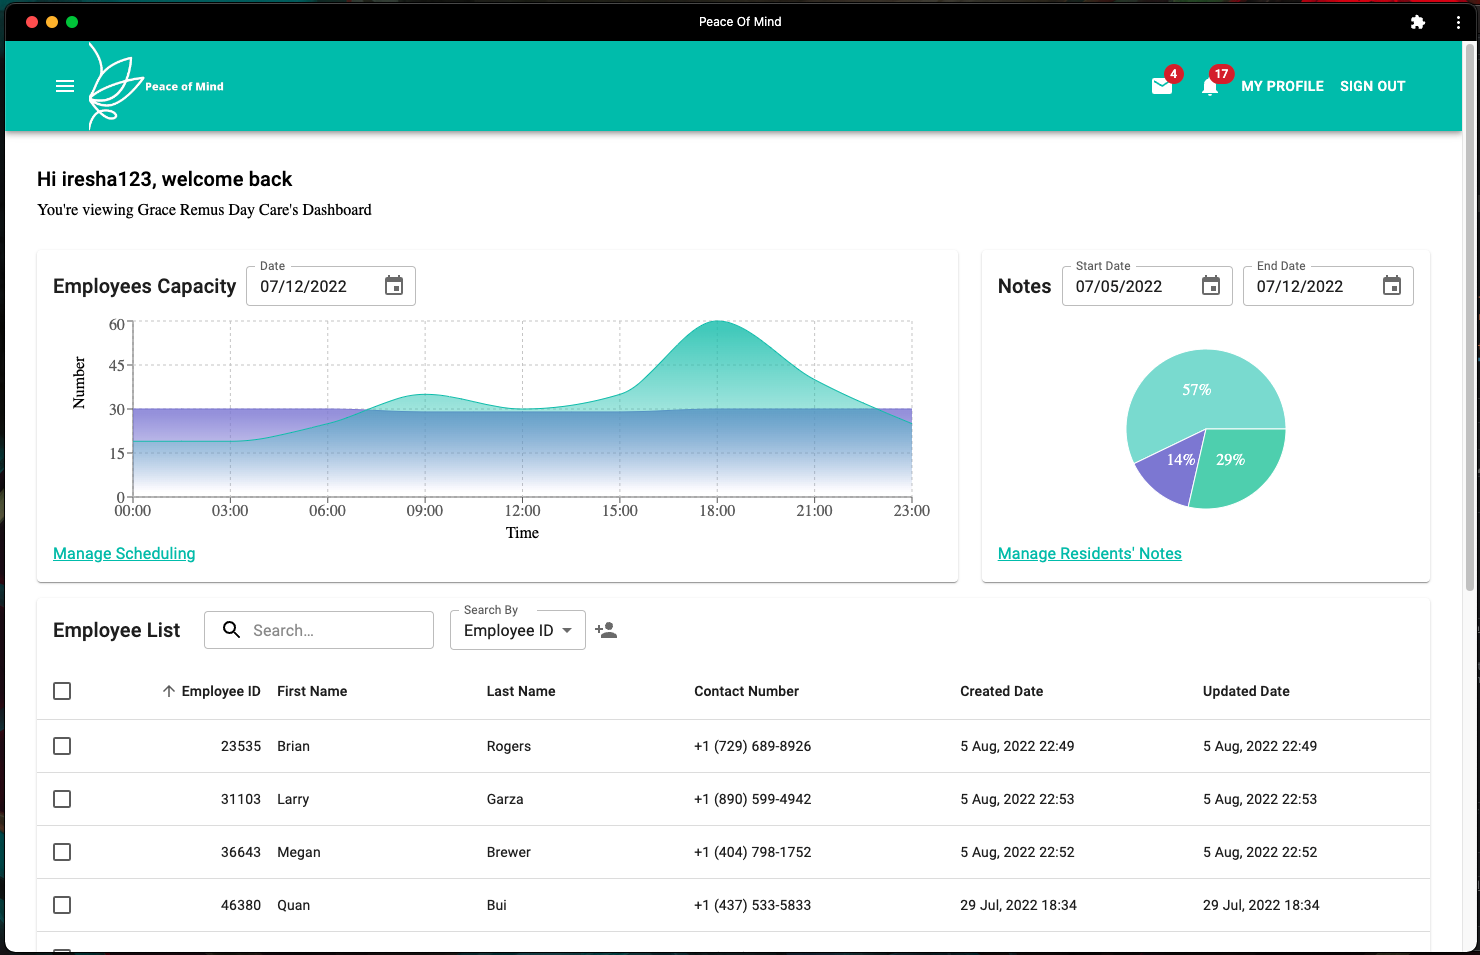 Peace Of Mind
Peace of Mind
4
17
MY PROFILE
SIGN OUT
Hi iresha123, welcome back
You're viewing Grace Remus Day Care's Dashboard
Employees Capacity
Date
07/12/2022
60
45
30
15
0
Number
00:00 03:00 06:00 09:00 12:00 15:00 18:00 21:00 23:00
Time
Manage Scheduling
Notes
Start Date
07/05/2022
End Date
07/12/2022
57%
14%
29%
Manage Residents' Notes
Employee List
Search...
Search By
Employee ID
Employee ID First Name Last Name Contact Number Created Date Updated Date
23535 Brian Rogers +1 (729) 689-8926 5 Aug, 2022 22:49 5 Aug, 2022 22:49
31103 Larry Garza +1 (890) 599-4942 5 Aug, 2022 22:53 5 Aug, 2022 22:53
36643 Megan Brewer +1 (404) 798-1752 5 Aug, 2022 22:52 5 Aug, 2022 22:52
46380 Quan Bui +1 (437) 533-5833 29 Jul, 2022 18:34 29 Jul, 2022 18:34